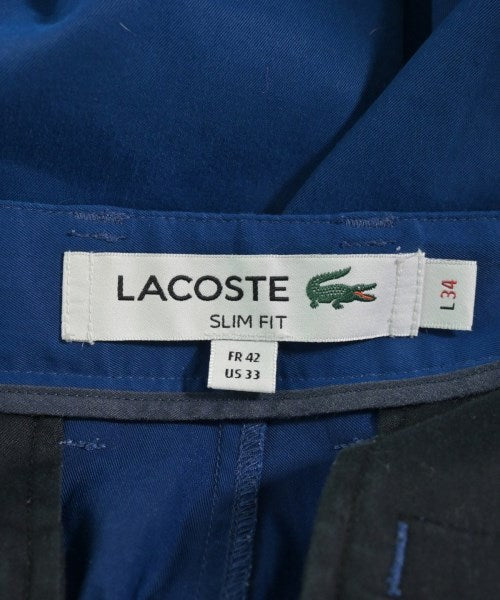 LACOSTE
SLIM FIT
FR 42
US 33
L 34